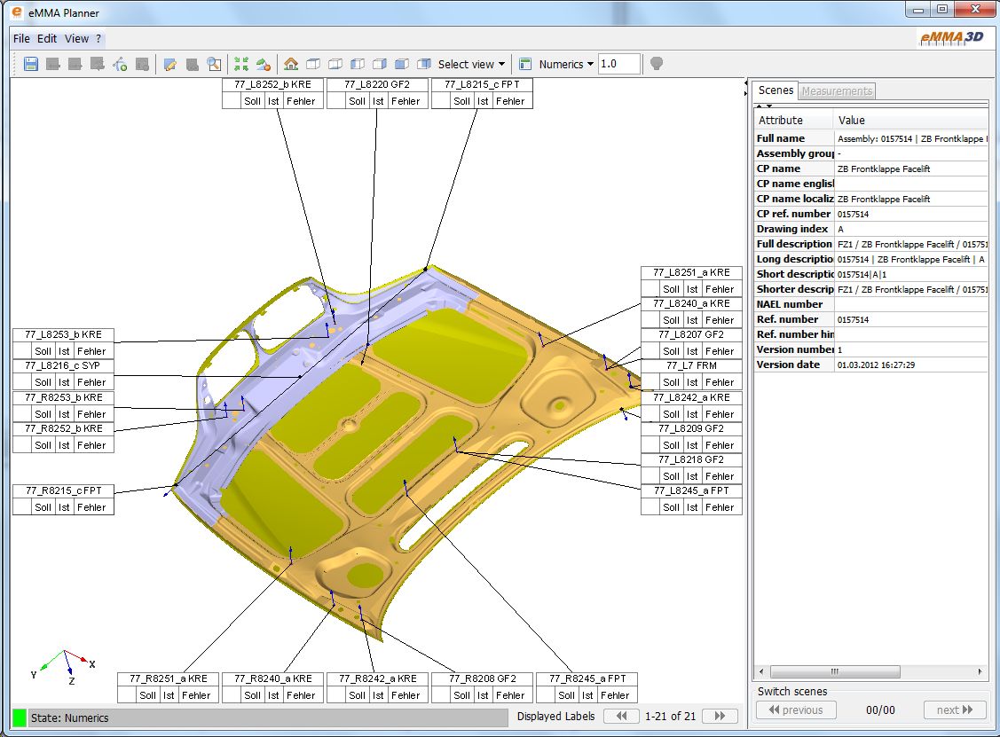 eMMA Planner
File Edit View ?
eMMA3D
Select view
Numerics
1.0
77_L8252_b KRE
Soll Ist Fehler
77_L8220 GF2
Soll Ist Fehler
77_L8215_c FPT
Soll Ist Fehler
77_L8251_a KRE
Soll Ist Fehler
77_L8240_a KRE
Soll Ist Fehler
77_L8207 GF2
Soll Ist Fehler
77_L7 FRM
Soll Ist Fehler
77_L8242_a KRE
Soll Ist Fehler
77_L8209 GF2
Soll Ist Fehler
77_L8218 GF2
Soll Ist Fehler
77_L8245_a FPT
Soll Ist Fehler
77_L8253_b KRE
Soll Ist Fehler
77_L8216_c SYP
Soll Ist Fehler
77_R8253_b KRE
Soll Ist Fehler
77_R8252_b KRE
Soll Ist Fehler
77_R8215_c FPT
Soll Ist Fehler
77_R8251_a KRE
Soll Ist Fehler
77_R8240_a KRE
Soll Ist Fehler
77_R8242_a KRE
Soll Ist Fehler
77_R8208 GF2
Soll Ist Fehler
77_R8245_a FPT
Soll Ist Fehler
Y
X
Z
State: Numerics
Displayed Labels
1-21 of 21
Scenes Measurements
Attribute Value
Full name Assembly: 0157514 | ZB Frontklappe
Assembly group -
CP name ZB Frontklappe Facelift
CP name english
CP name localiz ZB Frontklappe Facelift
CP ref. number 0157514
Drawing index A
Full description FZ1 / ZB Frontklappe Facelift / 015751
Long descriptio 0157514 | ZB Frontklappe Facelift | A
Short descriptic 0157514|A|1
Shorter descrip FZ1 / ZB Frontklappe Facelift / 015751
NAEL number
Ref. number 0157514
Ref. number hin
Version number 1
Version date 01.03.2012 16:27:29
Switch scenes
previous 00/00 next